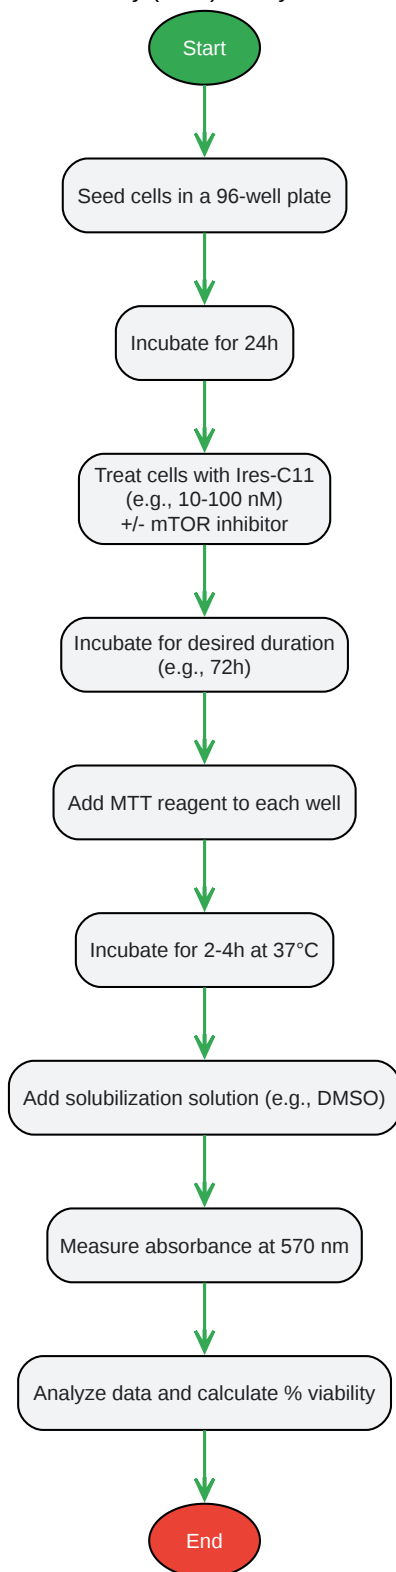 Start
Seed cells in a 96-well plate
Incubate for 24h
Treat cells with Ires-C11
(e.g., 10-100 nM)
+/- mTOR inhibitor
Incubate for desired duration
(e.g., 72h)
Add MTT reagent to each well
Incubate for 2-4h at 37°C
Add solubilization solution (e.g., DMSO)
Measure absorbance at 570 nm
Analyze data and calculate % viability
End